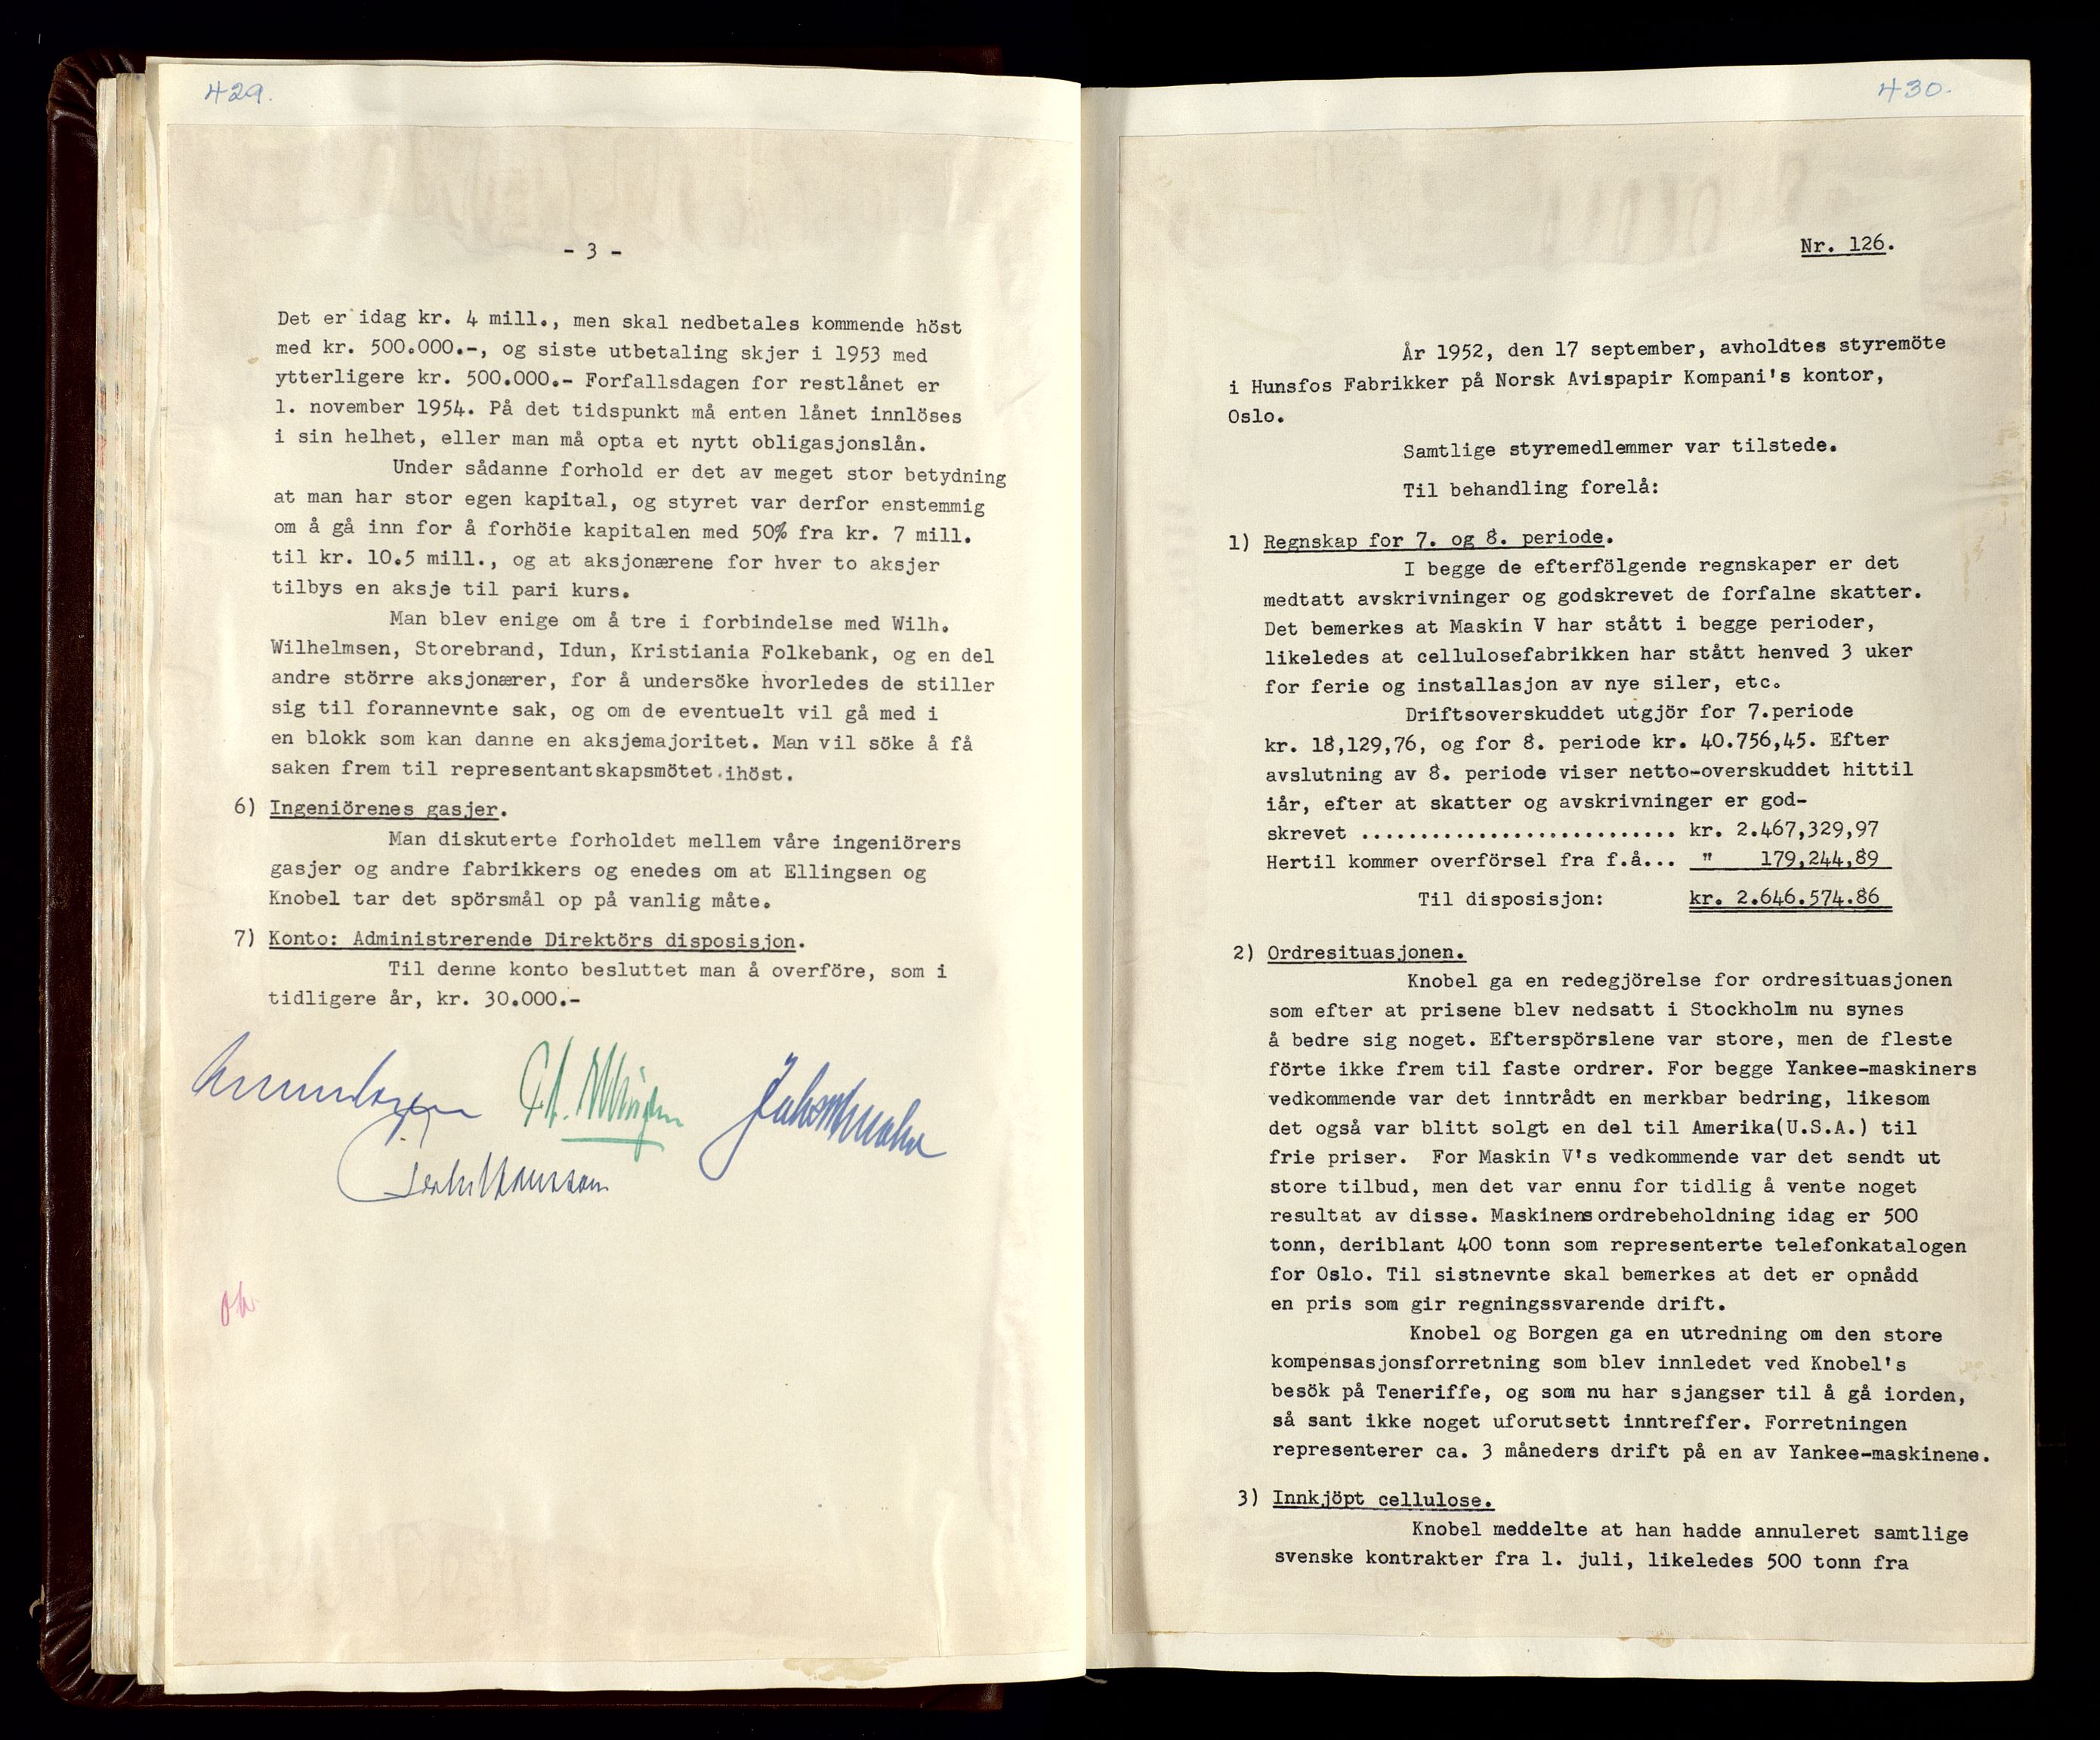 429.
- 3 -
Det er idag kr. 4 mill., men skal nedbetales kommende höst
med kr. 500.000.-, og siste utbetaling skjer i 1953 med
ytterligere kr. 500.000.- Forfallsdagen for restlånet er
1. november 1954. På det tidspunkt må enten lånet innlöses
i sin helhet, eller man må opta et nytt obligasjonslån.
Under sådanne forhold er det av meget stor betydning
at man har stor egen kapital, og styret var derfor enstemmig
om å gå inn for å forhöie kapitalen med 50% fra kr. 7 mill.
til kr. 10.5 mill., og at aksjonærene for hver to aksjer
tilbys en aksje til pari kurs.
Man blev enige om å tre i forbindelse med Wilh.
Wilhelmsen, Storebrand, Idun, Kristiania Folkebank, og en del
andre större aksjonærer, for å undersöke hvorledes de stiller
sig til forannevnte sak, og om de eventuelt vil gå med i
en blokk som kan danne en aksjemajoritet. Man vil söke å få
saken frem til representantskapsmötet ihöst.
6) Ingeniörenes gasjer.
Man diskuterte forholdet mellem våre ingeniörers
gasjer og andre fabrikkers og enedes om at Ellingsen og
Knobel tar det spörsmål op på vanlig måte.
7) Konto: Administrerende Direktörs disposisjon.
Til denne konto besluttet man å overföre, som i
tidligere år, kr. 30.000.-
430.
Nr. 126.
År 1952, den 17 september, avholdtes styremöte
i Hunsfos Fabrikker på Norsk Avispapir Kompani's kontor,
Oslo.
Samtlige styremedlemmer var tilstede.
Til behandling forelå:
1) Regnskap for 7. og 8. periode.
I begge de efterfölgende regnskaper er det
medtatt avskrivninger og godskrevet de forfalne skatter.
Det bemerkes at Maskin V har stått i begge perioder,
likeledes at cellulosefabrikken har stått henved 3 uker
for ferie og installasjon av nye siler, etc.
Driftsoverskuddet utgjör for 7.periode
kr. 18,129,76, og for 8. periode kr. 40.756,45. Efter
avslutning av 8. periode viser netto-overskuddet hittil
iår, efter at skatter og avskrivninger er god-
skrevet ........................... kr. 2.467,329,97
Hertil kommer overförsel fra f.å... " 179,244,89
Til disposisjon: kr. 2.646.574.86
2) Ordresituasjonen.
Knobel ga en redegjörelse for ordresituasjonen
som efter at prisene blev nedsatt i Stockholm nu synes
å bedre sig noget. Efterspörslene var store, men de fleste
förte ikke frem til faste ordrer. For begge Yankee-maskiners
vedkommende var det inntrådt en merkbar bedring, likesom
det også var blitt solgt en del til Amerika(U.S.A.) til
frie priser. For Maskin V's vedkommende var det sendt ut
store tilbud, men det var ennu for tidlig å vente noget
resultat av disse. Maskinens ordrebeholdning idag er 500
tonn, deriblant 400 tonn som representerte telefonkatalogen
for Oslo. Til sistnevnte skal bemerkes at det er opnådd
en pris som gir regningssvarende drift.
Knobel og Borgen ga en utredning om den store
kompensasjonsforretning som blev innledet ved Knobel's
besök på Teneriffe, og som nu har sjangser til å gå iorden,
så sant ikke noget uforutsett inntreffer. Forretningen
representerer ca. 3 måneders drift på en av Yankee-maskinene.
3) Innkjöpt cellulose.
Knobel meddelte at han hadde annuleret samtlige
svenske kontrakter fra 1. juli, likeledes 500 tonn fra